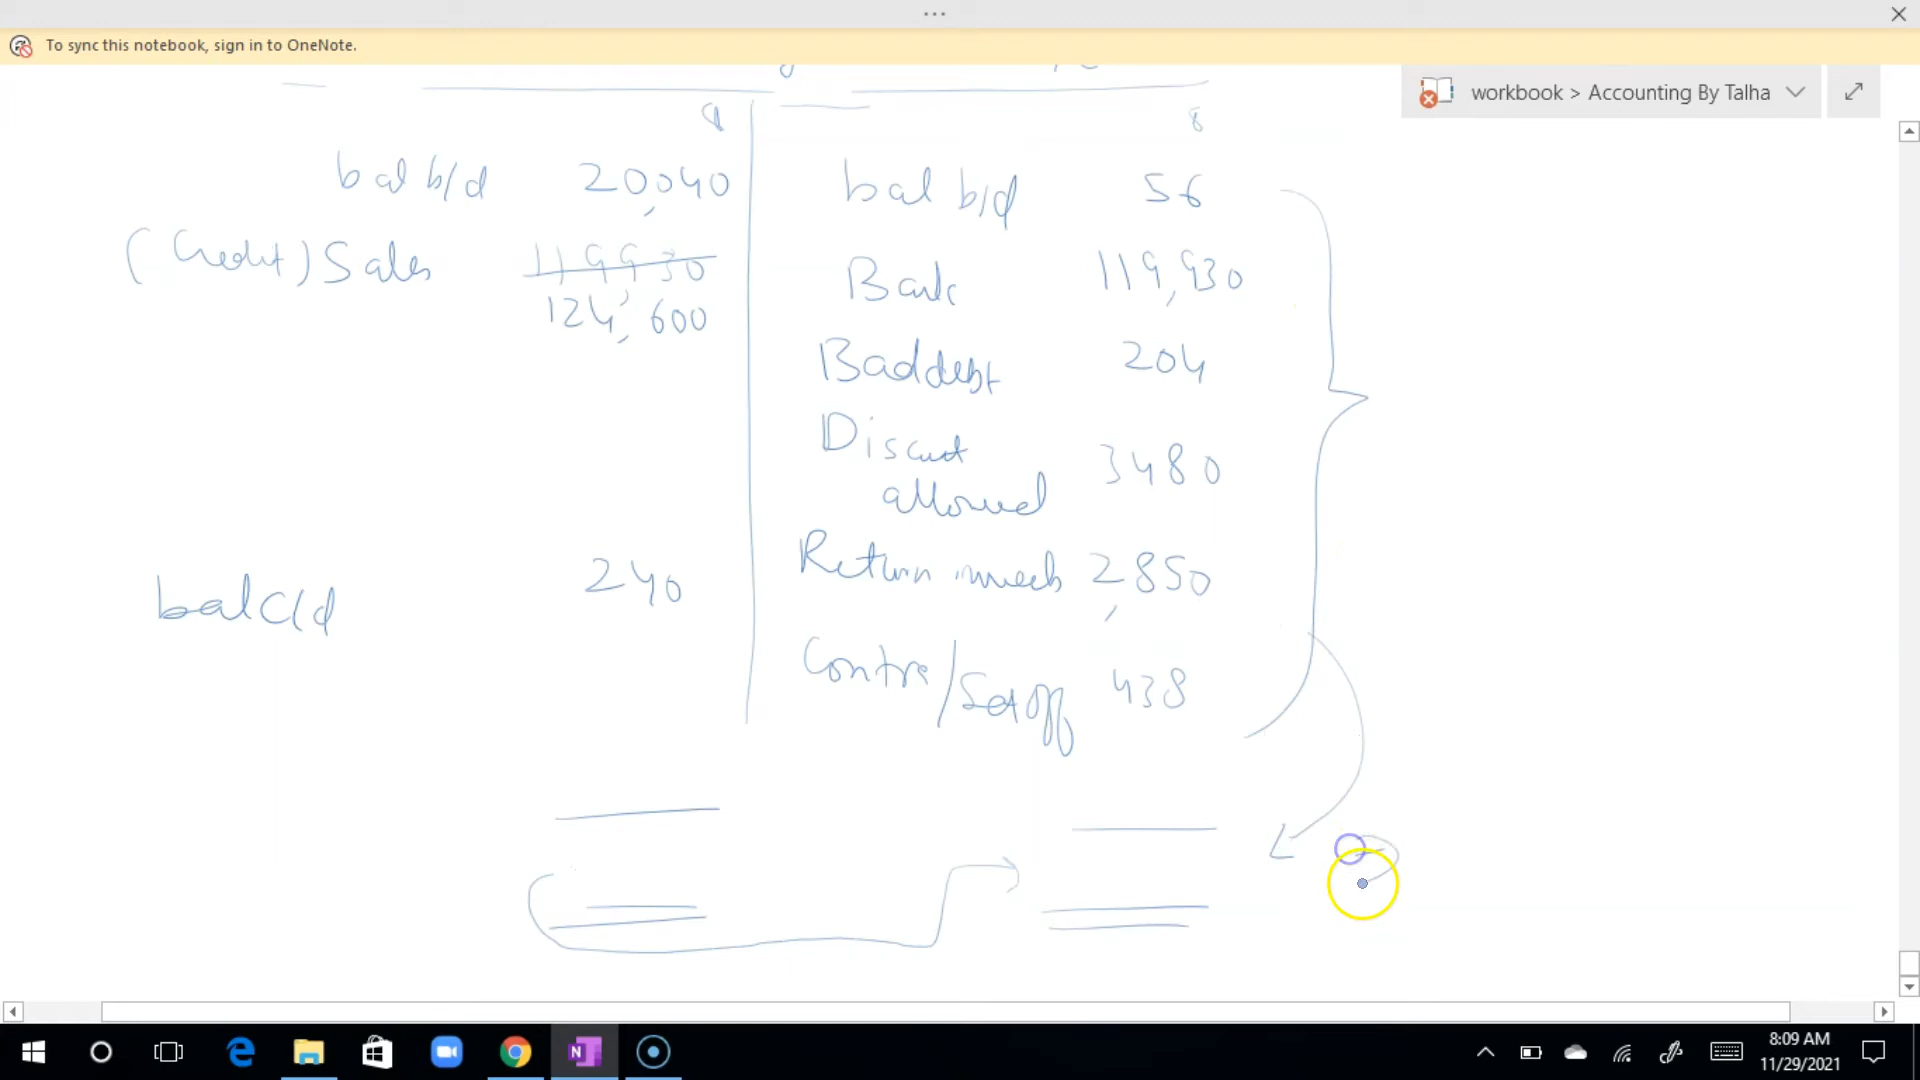 To sync this notebook, sign in to OneNote.
workbook > Accounting By Talha
bal b/d 20,040 bal b/d 56
(Credit) Sales 119,930 Bank 119,930
124,600
Bad debt 204
Discount
allowed 3480
bal c/d 240 Return inwards 2,850
Contra/Set off 438
8:09 AM
11/29/2021